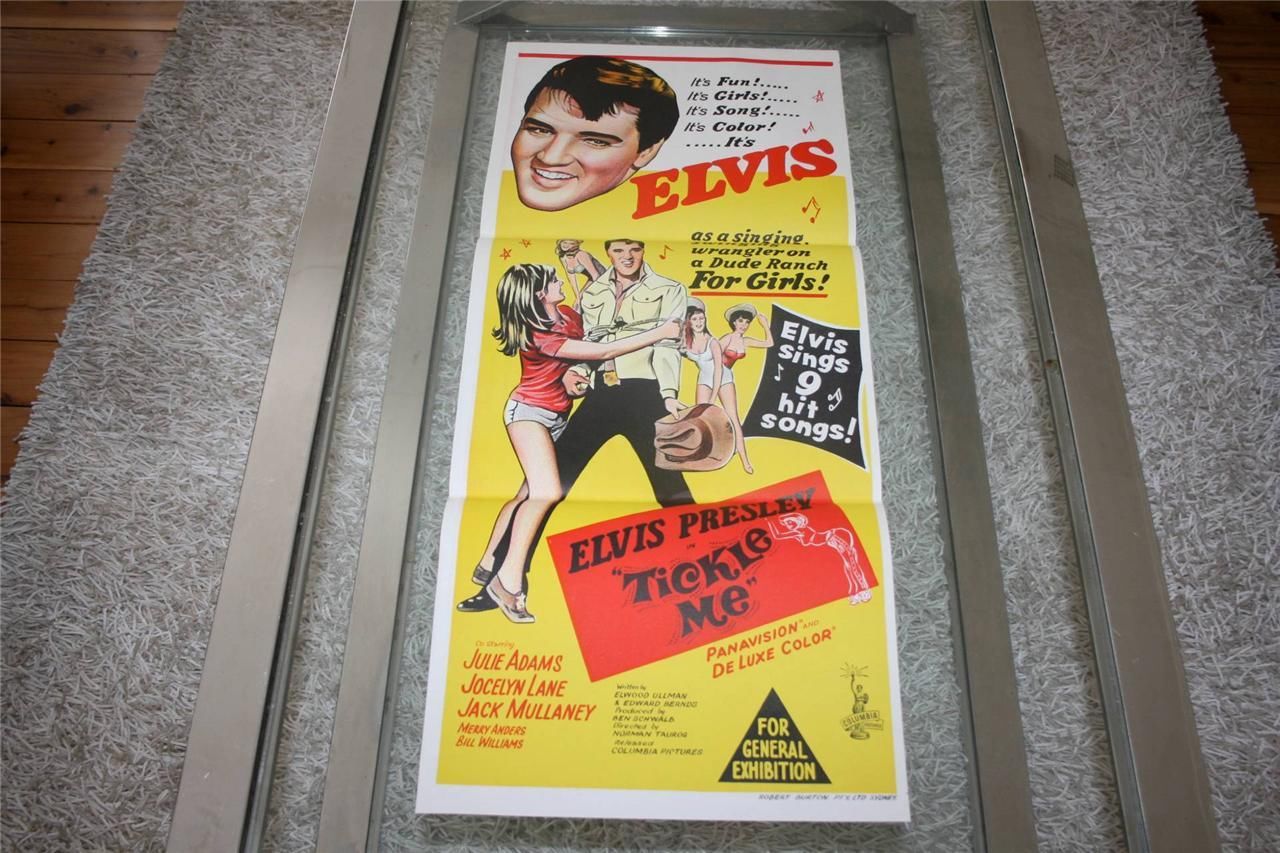 It's Fun!.....
It's Girls!.....
It's Song!.....
It's Color!
.....It's
ELVIS
as a singing,
wrangler on
a Dude Ranch
For Girls!
Elvis
sings
9
hit
songs!
ELVIS PRESLEY
IN
"TICKLE
ME"
PANAVISION® AND
DE LUXE COLOR®
Co Starring
JULIE ADAMS
JOCELYN LANE
JACK MULLANEY
MERRY ANDERS
BILL WILLIAMS
Written by
ELWOOD ULLMAN
& EDWARD BERNDS
Produced by
BEN SCHWALB
Directed by
NORMAN TAUROG
Released
COLUMBIA PICTURES
FOR
GENERAL
EXHIBITION
COLUMBIA
PICTURES
ROBERT BURTON PTY. LTD SYDNEY